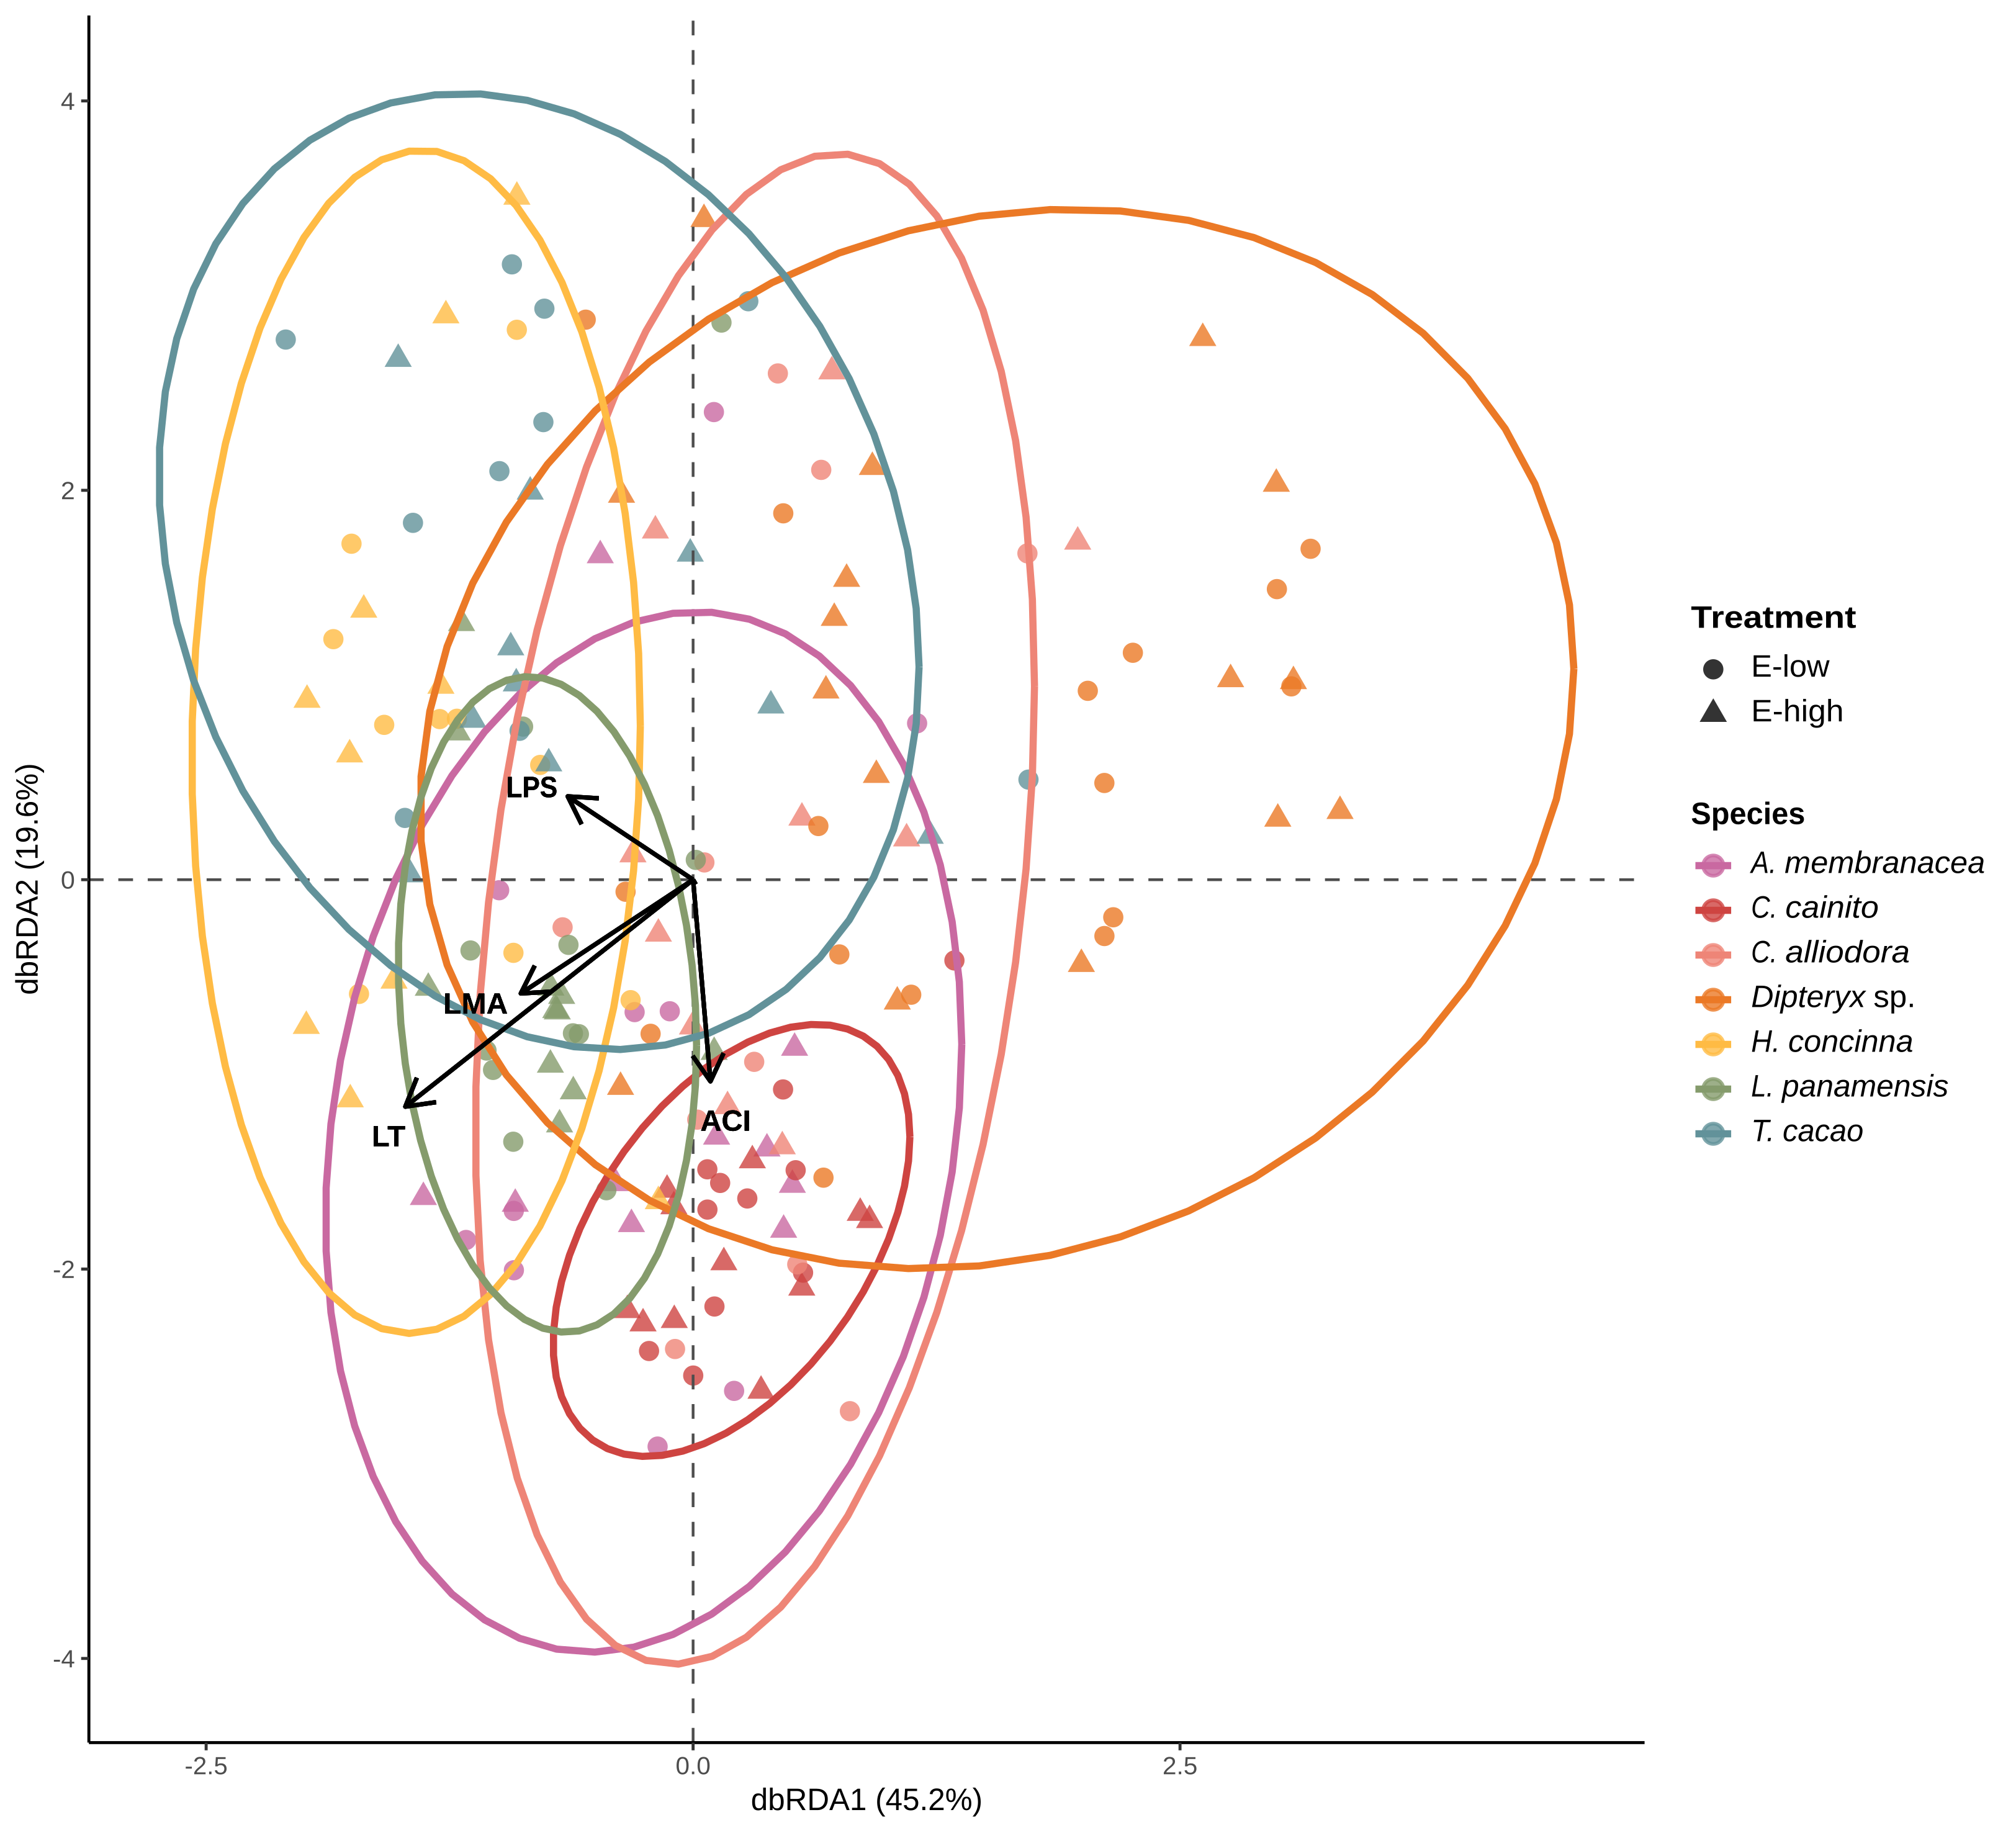 4
2
0
-2
-4
dbRDA2 (19.6%)
LPS
LMA
LT
ACI
-2.5
0.0
2.5
dbRDA1 (45.2%)
Treatment
E-low
E-high
Species
A. membranacea
C. cainito
C. alliodora
Dipteryx sp.
H. concinna
L. panamensis
T. cacao